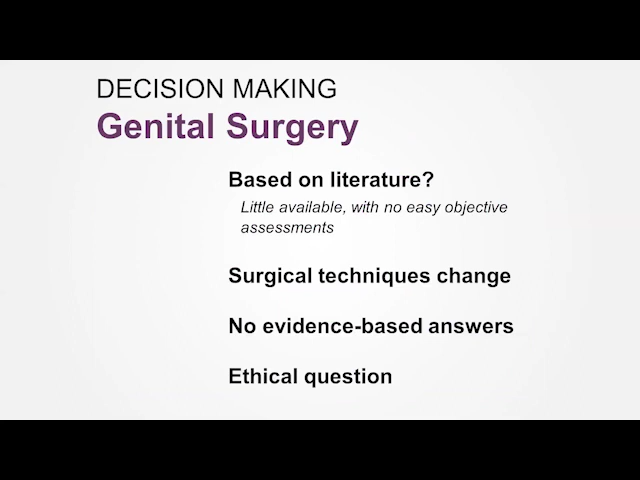 DECISION MAKING
Genital Surgery
Based on literature?
Little available, with no easy objective
assessments
Surgical techniques change
No evidence-based answers
Ethical question